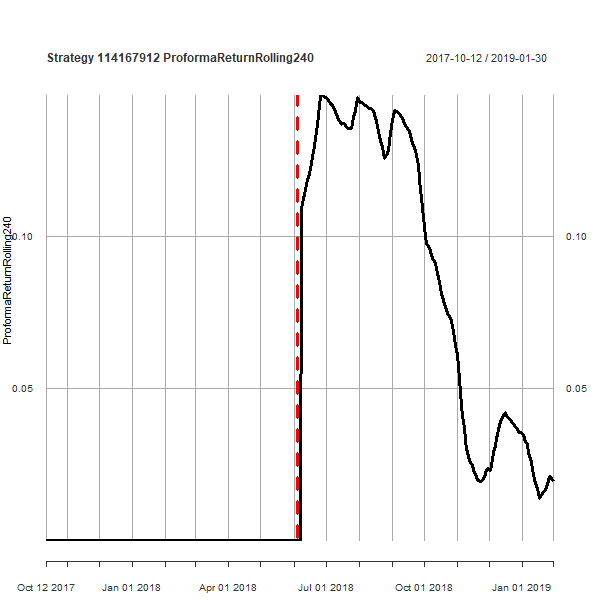 Strategy 114167912 ProformaReturnRolling240
2017-10-12 / 2019-01-30
ProformaReturnRolling240
0.10
0.10
0.05
0.05
Oct 12 2017
Jan 01 2018
Apr 01 2018
Jul 01 2018
Oct 01 2018
Jan 01 2019